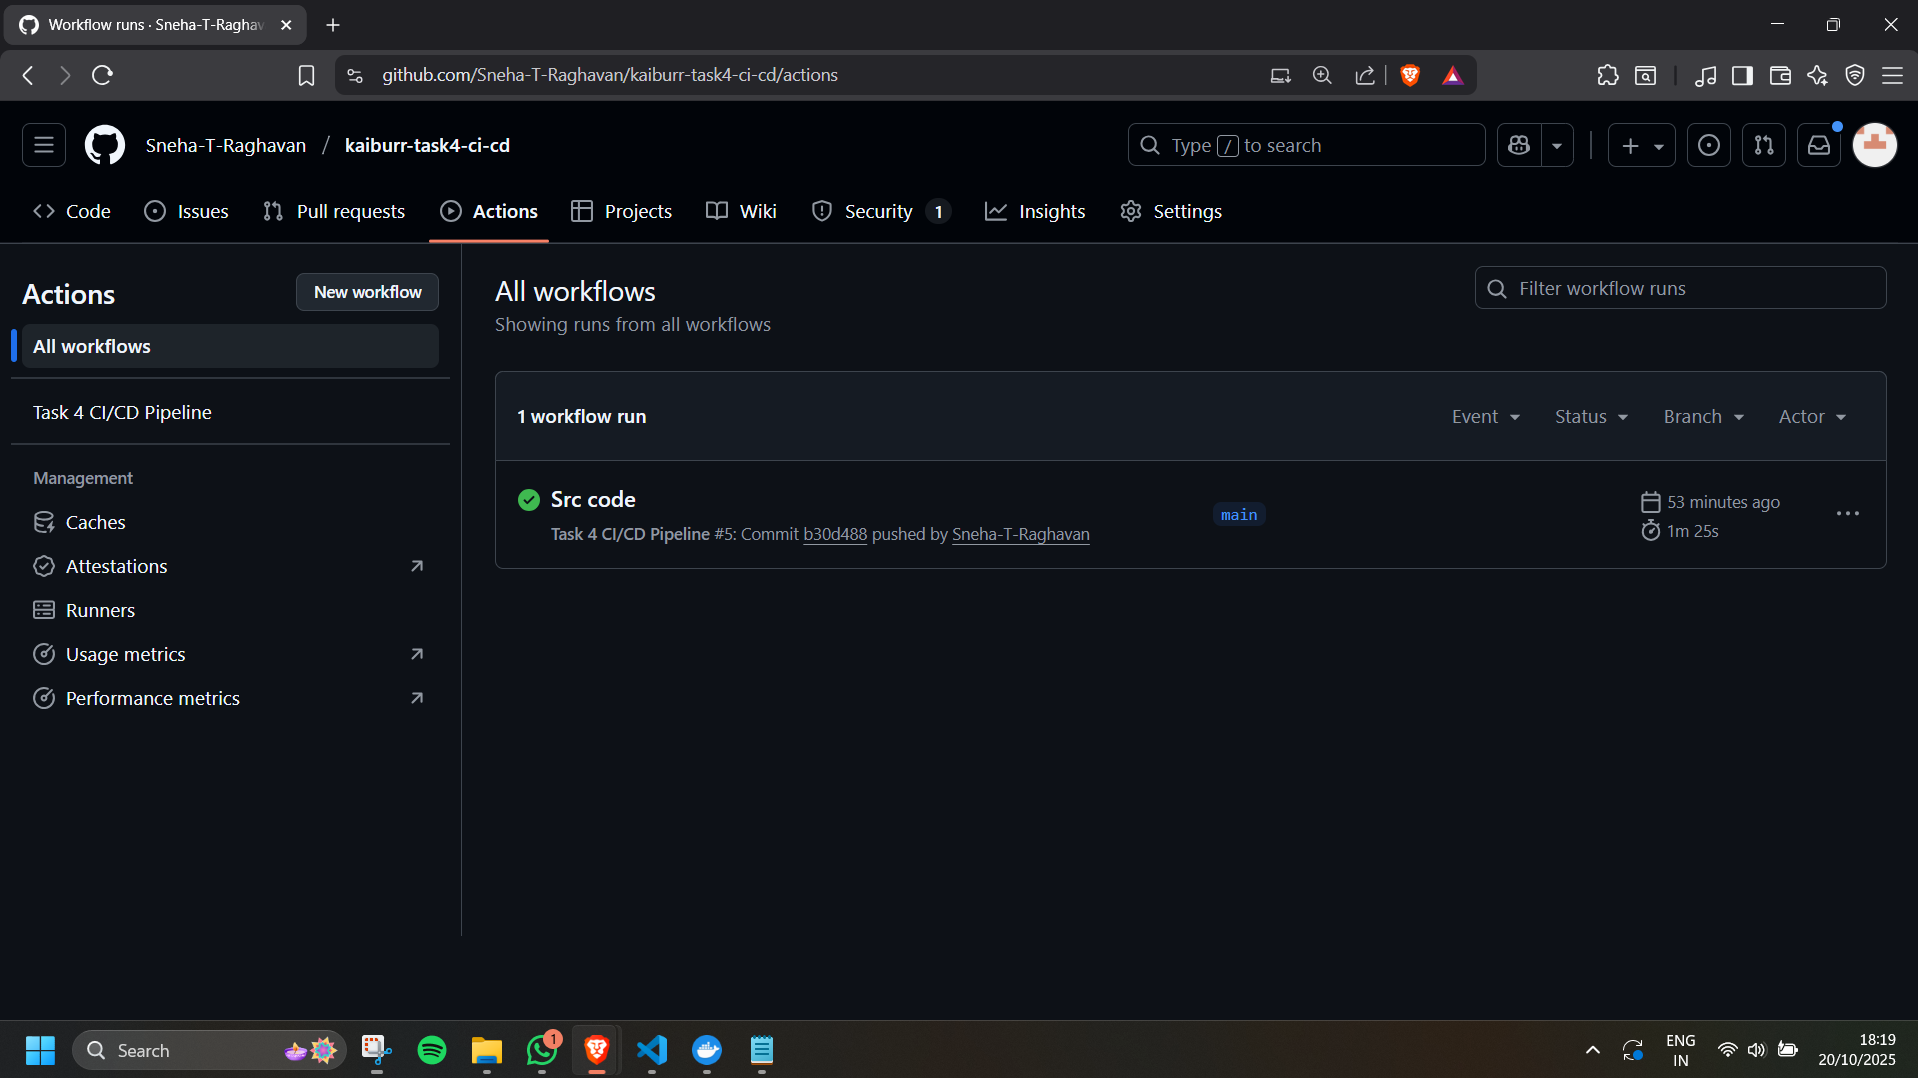 Workflow runs · Sneha-T-Raghav
github.com/Sneha-T-Raghavan/kaiburr-task4-ci-cd/actions
Sneha-T-Raghavan / kaiburr-task4-ci-cd
Type / to search
Code
Issues
Pull requests
Actions
Projects
Wiki
Security 1
Insights
Settings
Actions
New workflow
All workflows
Task 4 CI/CD Pipeline
Management
Caches
Attestations
Runners
Usage metrics
Performance metrics
All workflows
Showing runs from all workflows
Filter workflow runs
1 workflow run
Event
Status
Branch
Actor
Src code
Task 4 CI/CD Pipeline #5: Commit b30d488 pushed by Sneha-T-Raghavan
main
53 minutes ago
1m 25s
Search
1
ENG
IN
18:19
20/10/2025